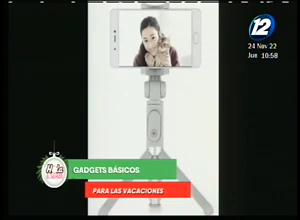 12
24 Nov 22
Jue 10:58
GADGETS BÁSICOS
PARA LAS VACACIONES